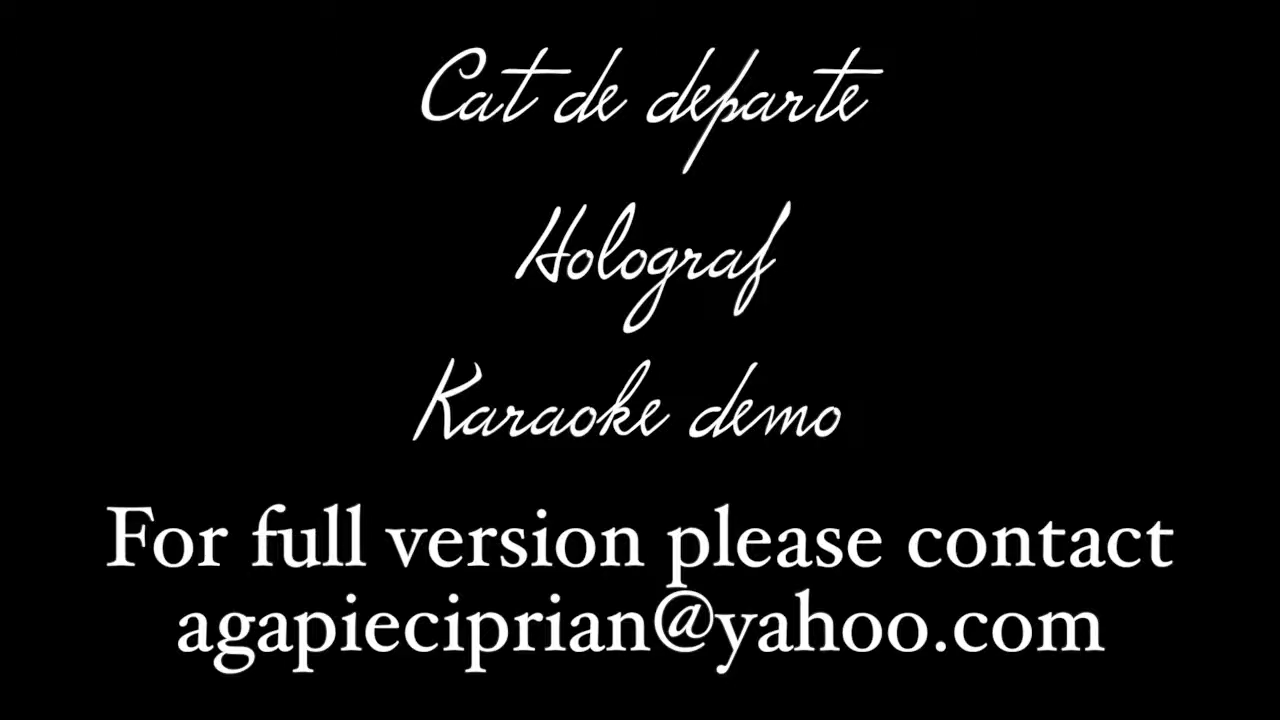 Cat de departe
Holograf
Karaoke demo
For full version please contact
agapieciprian@yahoo.com